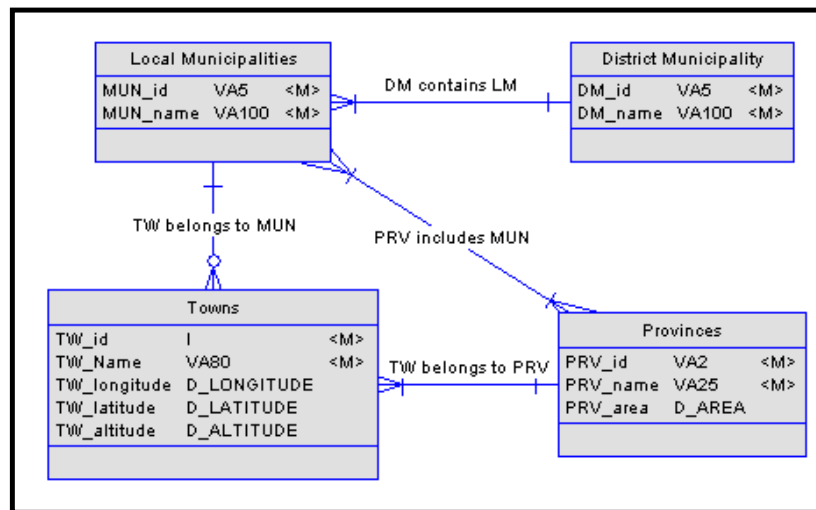 Local Municipalities
MUN_id VA5 <M>
MUN_name VA100 <M>
DM contains LM
District Municipality
DM_id VA5 <M>
DM_name VA100 <M>
TW belongs to MUN
PRV includes MUN
Towns
TW_id I <M>
TW_Name VA80 <M>
TW_longitude D_LONGITUDE
TW_latitude D_LATITUDE
TW_altitude D_ALTITUDE
TW belongs to PRV
Provinces
PRV_id VA2 <M>
PRV_name VA25 <M>
PRV_area D_AREA